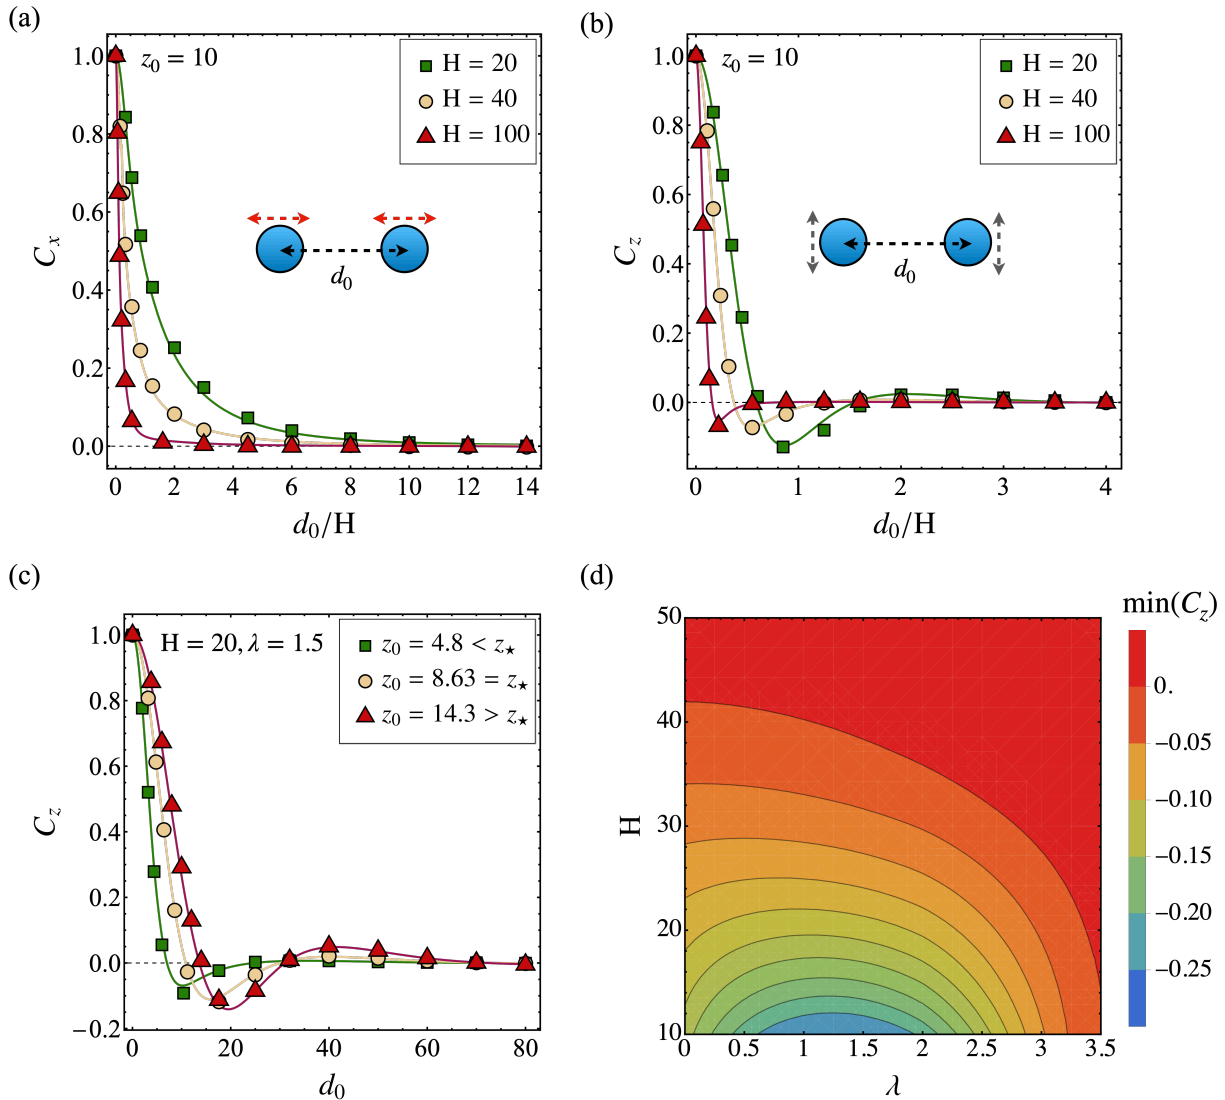 (a)
z₀ = 10
H = 20
H = 40
H = 100
1.0
0.8
0.6
0.4
0.2
0.0
Cₓ
d₀
0 2 4 6 8 10 12 14
d₀/H
(b)
z₀ = 10
H = 20
H = 40
H = 100
1.0
0.8
0.6
0.4
0.2
0.0
C_z
d₀
0 1 2 3 4
d₀/H
(c)
H = 20, λ = 1.5
z₀ = 4.8 < z⋆
z₀ = 8.63 = z⋆
z₀ = 14.3 > z⋆
1.0
0.8
0.6
0.4
0.2
0.0
−0.2
C_z
0 20 40 60 80
d₀
(d)
50
40
30
20
10
H
0 0.5 1 1.5 2 2.5 3 3.5
λ
min(C_z)
0.
−0.05
−0.10
−0.15
−0.20
−0.25